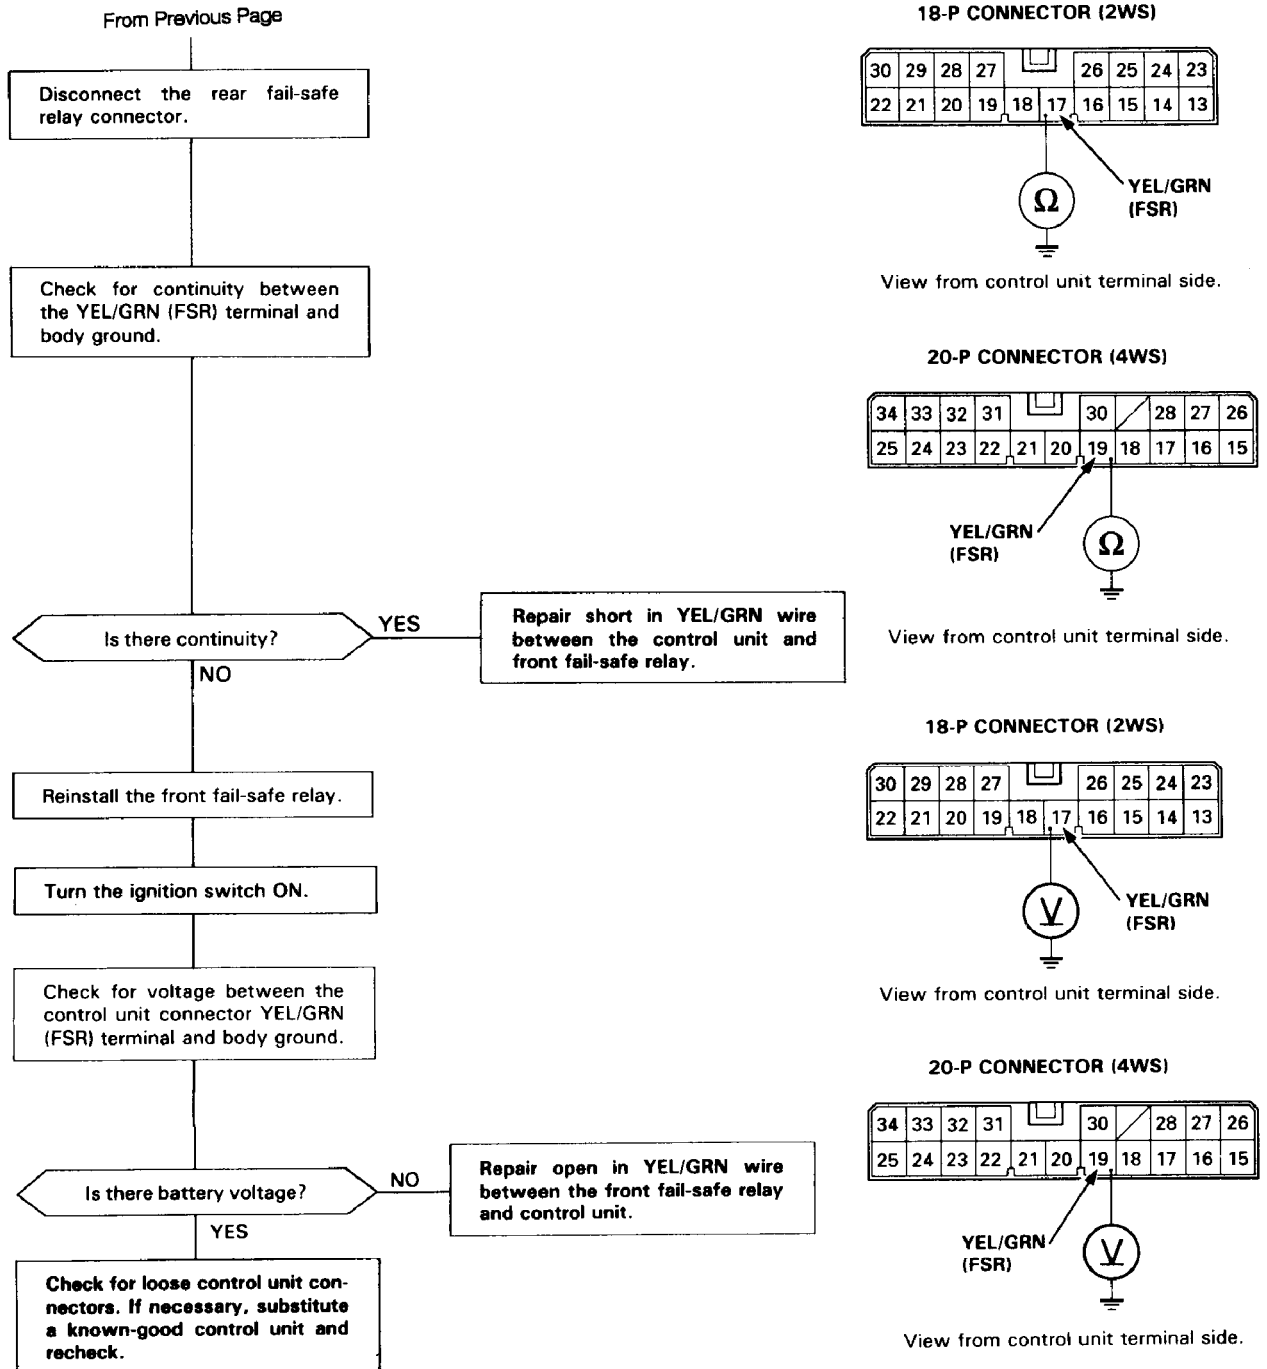 From Previous Page
Disconnect the rear fail-safe
relay connector.
Check for continuity between
the YEL/GRN (FSR) terminal and
body ground.
Is there continuity?
YES
NO
Repair short in YEL/GRN wire
between the control unit and
front fail-safe relay.
Reinstall the front fail-safe relay.
Turn the ignition switch ON.
Check for voltage between the
control unit connector YEL/GRN
(FSR) terminal and body ground.
Is there battery voltage?
NO
YES
Repair open in YEL/GRN wire
between the front fail-safe relay
and control unit.
Check for loose control unit con-
nectors. If necessary, substitute
a known-good control unit and
recheck.
18-P CONNECTOR (2WS)
30 29 28 27 26 25 24 23
22 21 20 19 18 17 16 15 14 13
Ω
YEL/GRN
(FSR)
View from control unit terminal side.
20-P CONNECTOR (4WS)
34 33 32 31 30 28 27 26
25 24 23 22 21 20 19 18 17 16 15
YEL/GRN
(FSR)
Ω
View from control unit terminal side.
18-P CONNECTOR (2WS)
30 29 28 27 26 25 24 23
22 21 20 19 18 17 16 15 14 13
V
YEL/GRN
(FSR)
View from control unit terminal side.
20-P CONNECTOR (4WS)
34 33 32 31 30 28 27 26
25 24 23 22 21 20 19 18 17 16 15
YEL/GRN
(FSR)
V
View from control unit terminal side.